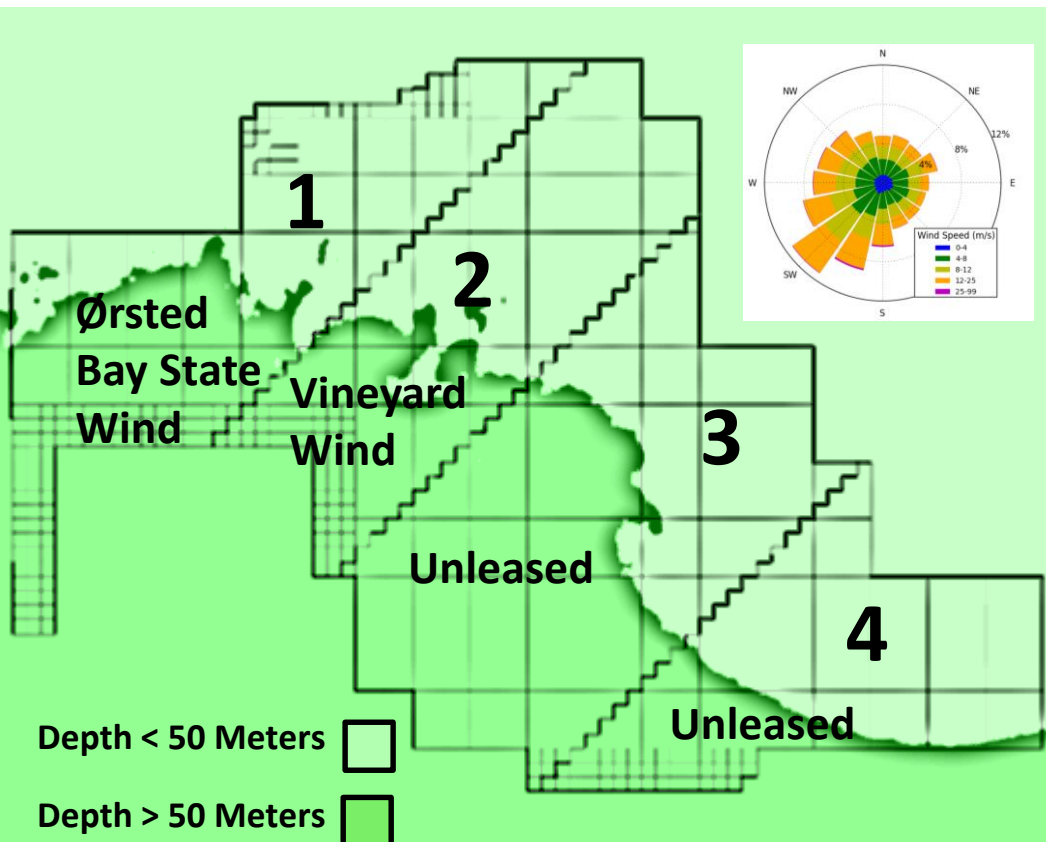 N
NW
NE
12%
8%
4%
W
E
Wind Speed (m/s)
0-4
4-8
8-12
12-25
25-99
SW
S
1
2
Ørsted
Bay State
Wind
Vineyard
Wind
3
Unleased
4
Unleased
Depth < 50 Meters
Depth > 50 Meters